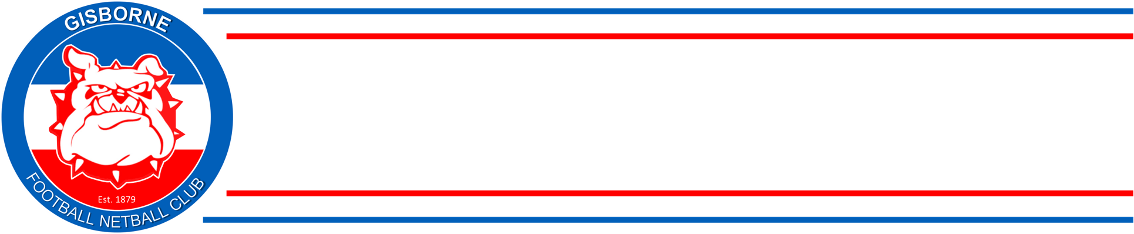 GISBORNE
Est. 1879
FOOTBALL NETBALL CLUB